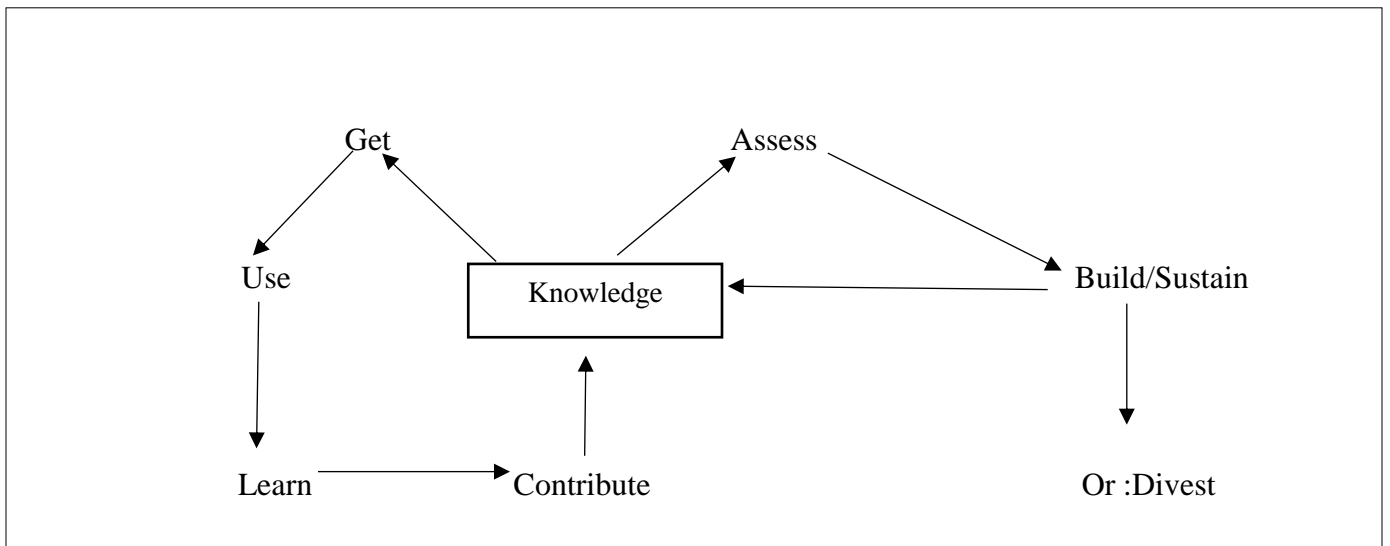 Get
Assess
Use
Knowledge
Build/Sustain
Learn
Contribute
Or :Divest